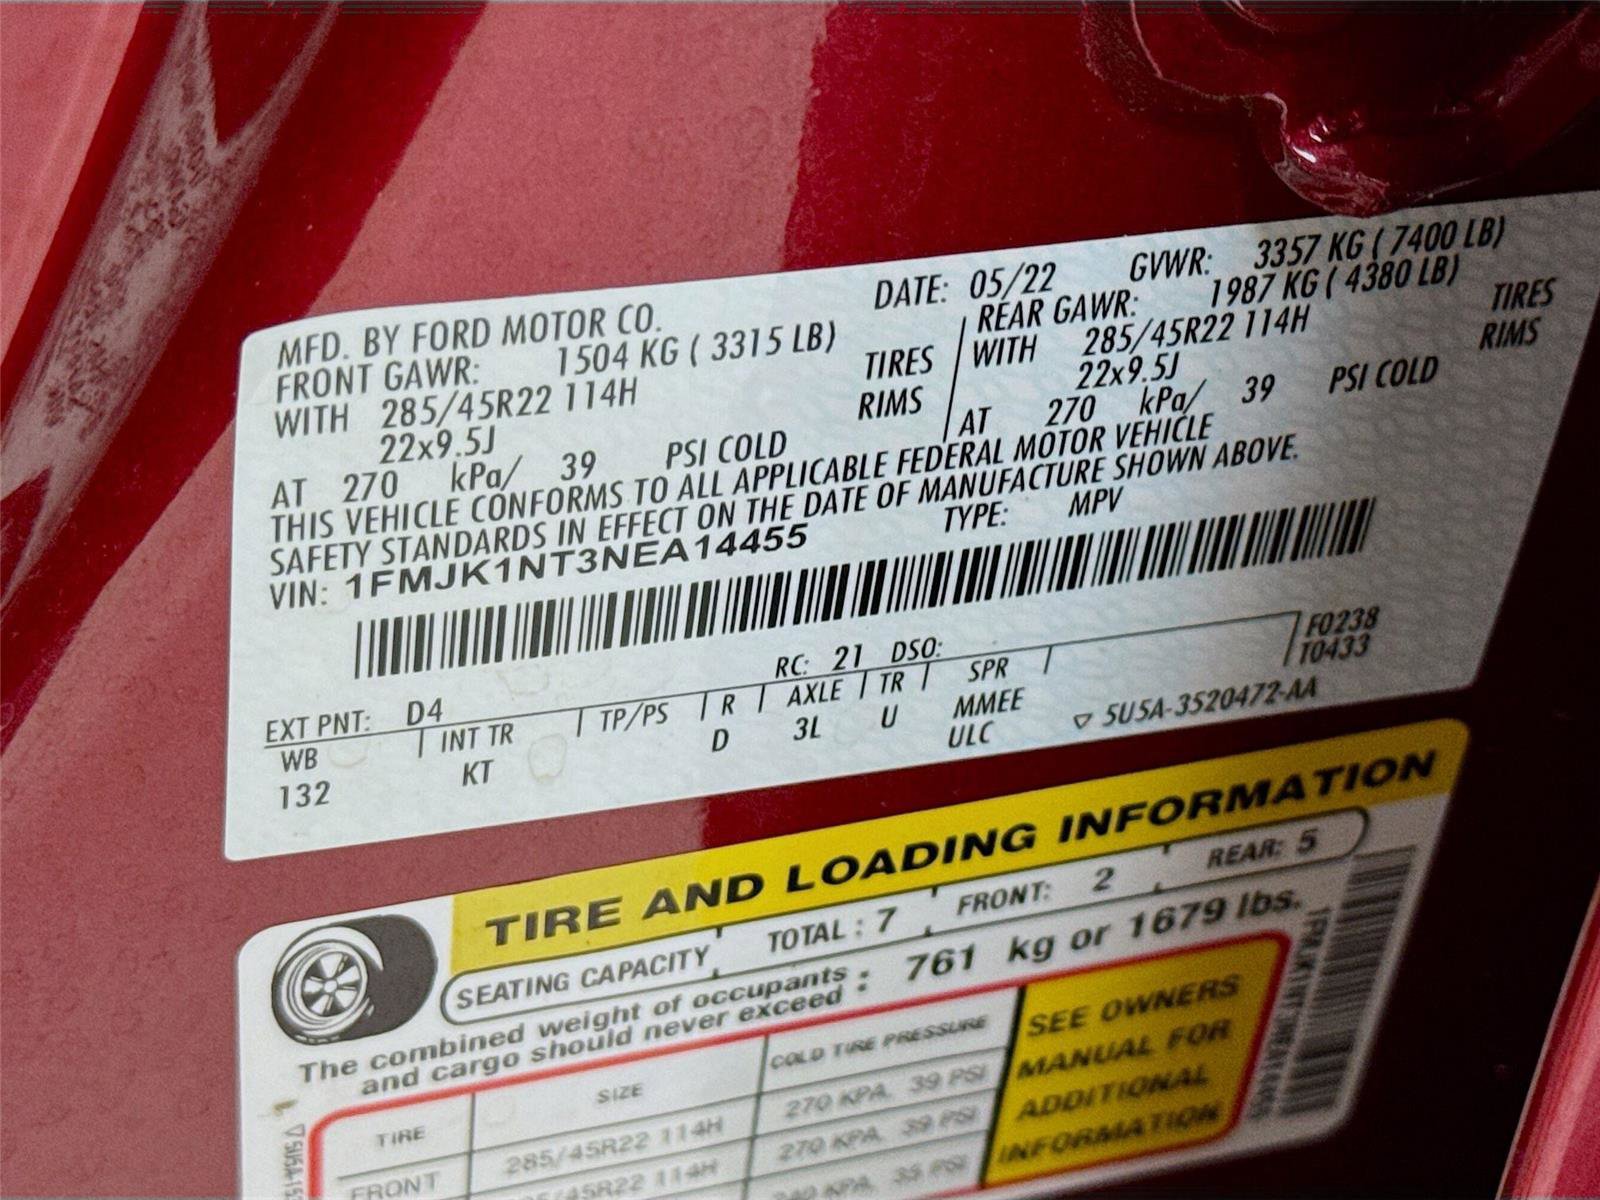 MFD. BY FORD MOTOR CO.
DATE: 05/22 GVWR: 3357 KG ( 7400 LB)
FRONT GAWR: 1504 KG ( 3315 LB)
REAR GAWR: 1987 KG ( 4380 LB)
WITH 285/45R22 114H TIRES
WITH 285/45R22 114H TIRES
22x9.5J RIMS
22x9.5J RIMS
AT 270 kPa/ 39 PSI COLD
AT 270 kPa/ 39 PSI COLD
THIS VEHICLE CONFORMS TO ALL APPLICABLE FEDERAL MOTOR VEHICLE
SAFETY STANDARDS IN EFFECT ON THE DATE OF MANUFACTURE SHOWN ABOVE.
VIN: 1FMJK1NT3NEA14455 TYPE: MPV
F0238
T0433
EXT PNT: D4 RC: 21 DSO:
WB INT TR TP/PS R AXLE TR SPR
132 KT D 3L U MMEE
ULC
5U5A-3520472-AA
TIRE AND LOADING INFORMATION
SEATING CAPACITY TOTAL : 7 FRONT: 2 REAR: 5
The combined weight of occupants
and cargo should never exceed : 761 kg or 1679 lbs.
TIRE SIZE COLD TIRE PRESSURE
FRONT 285/45R22 114H 270 KPA, 39 PSI
285/45R22 114H 270 KPA, 39 PSI
SEE OWNERS
MANUAL FOR
ADDITIONAL
INFORMATION